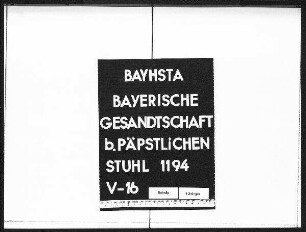 BAYHSTA
BAYERISCHE
GESANDTSCHAFT
b. PÄPSTLiCHEN
STUHL 1194
V-16